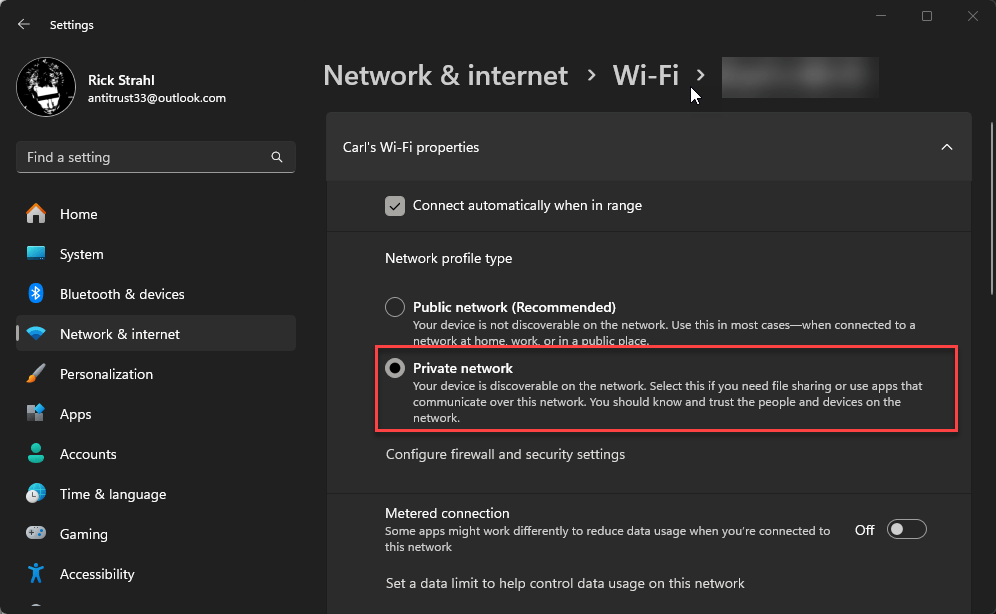 Settings
Rick Strahl
antitrust33@outlook.com
Find a setting
Home
System
Bluetooth & devices
Network & internet
Personalization
Apps
Accounts
Time & language
Gaming
Accessibility
Network & internet > Wi-Fi >
Carl's Wi-Fi properties
Connect automatically when in range
Network profile type
Public network (Recommended)
Your device is not discoverable on the network. Use this in most cases—when connected to a
network at home, work, or in a public place.
Private network
Your device is discoverable on the network. Select this if you need file sharing or use apps that
communicate over this network. You should know and trust the people and devices on the
network.
Configure firewall and security settings
Metered connection
Some apps might work differently to reduce data usage when you're connected to
this network
Off
Set a data limit to help control data usage on this network